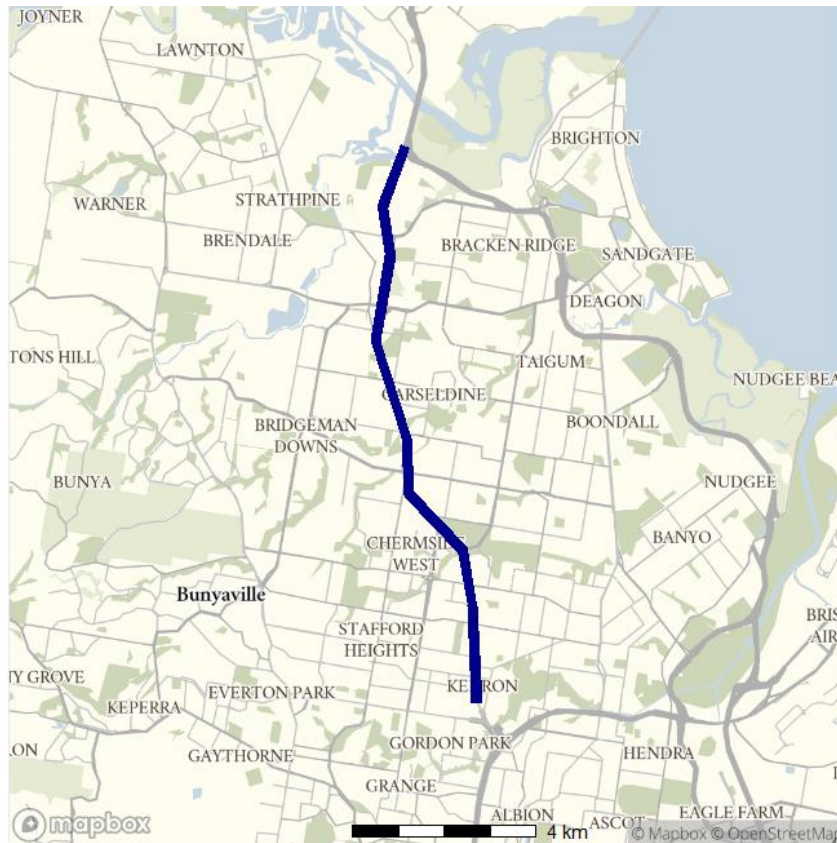 JOYNER
LAWNTON
BRIGHTON
WARNER
STRATHPINE
BRENDALE
BRACKEN RIDGE
SANDGATE
DEAGON
TONS HILL
TAIGUM
NUDGEE BEA
CARSELDINE
BRIDGEMAN
DOWNS
BOONDALL
BUNYA
NUDGEE
BANYO
CHERMSIDE
WEST
Bunyaville
BRIS
AIR
STAFFORD
HEIGHTS
Y GROVE
KEPERRA
EVERTON PARK
GORDON PARK
GAYTHORNE
HENDRA
GRANGE
ALBION
ASCOT
EAGLE FARM
mapbox
4 km
© Mapbox © OpenStreetMap